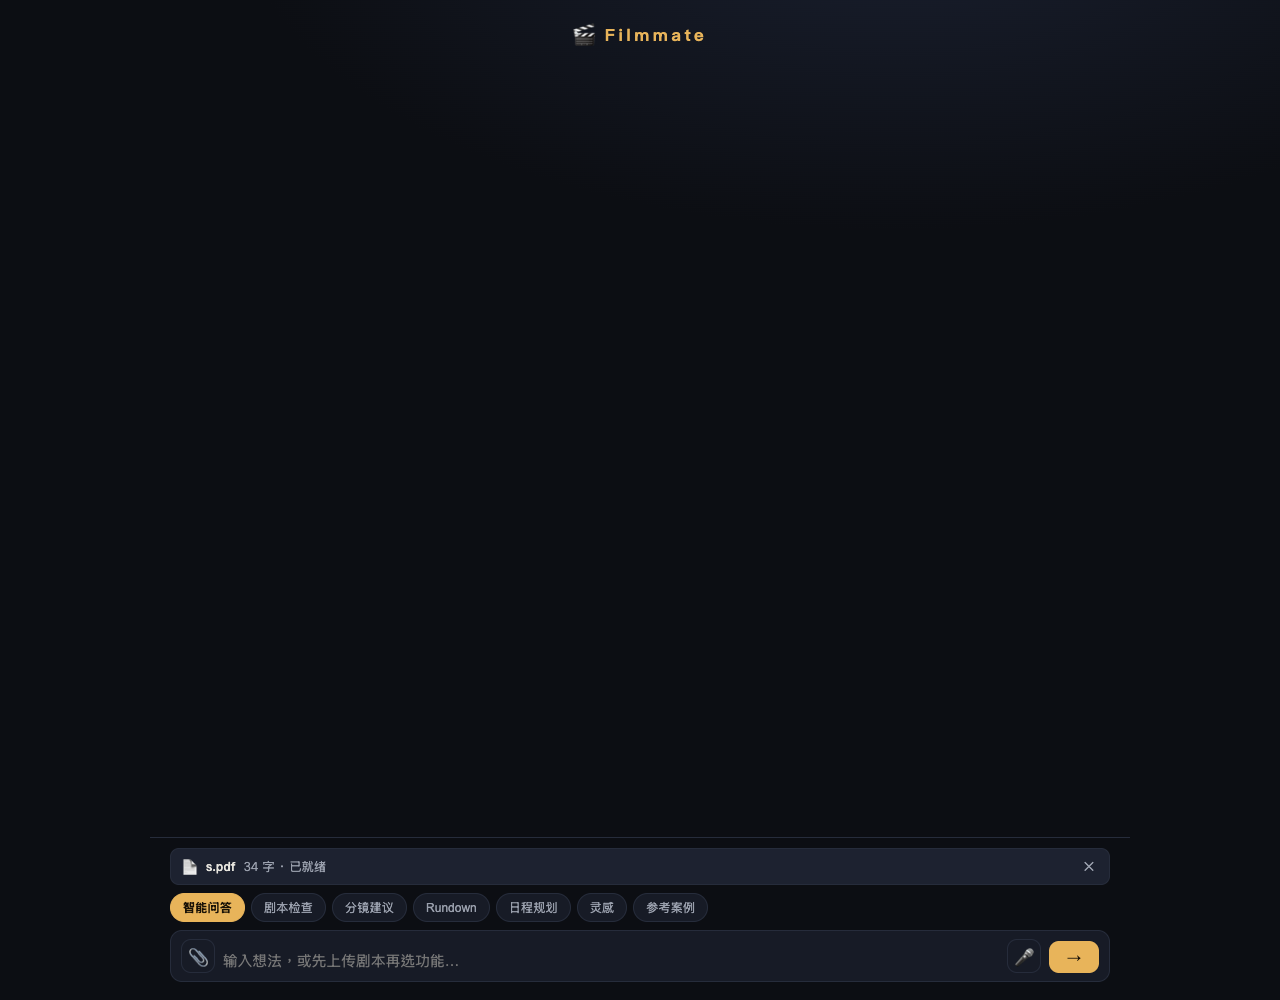 🎬 Filmmate
s.pdf 34 字 · 已就绪 ×
智能问答 剧本检查 分镜建议 Rundown 日程规划 灵感 参考案例
输入想法，或先上传剧本再选功能… →